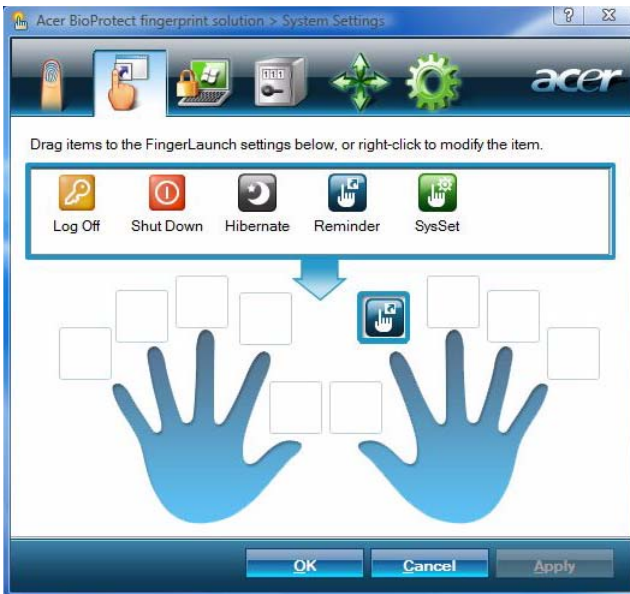 Acer BioProtect fingerprint solution > System Settings
acer
Drag items to the FingerLaunch settings below, or right-click to modify the item.
Log Off Shut Down Hibernate Reminder SysSet
OK Cancel Apply